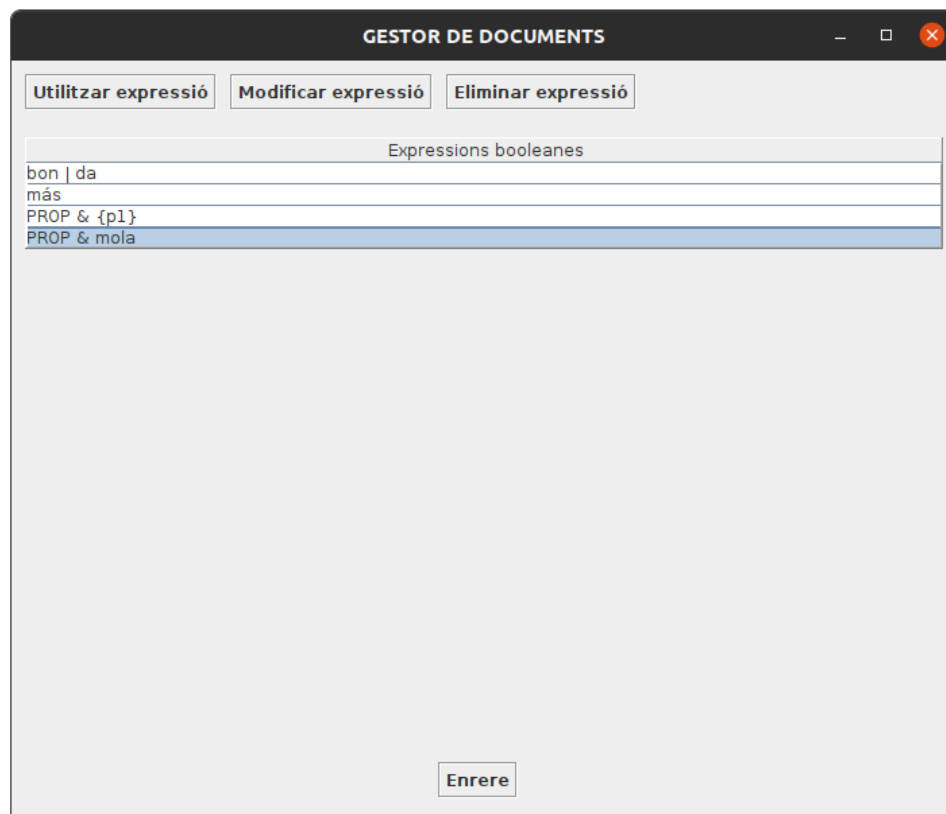 GESTOR DE DOCUMENTS
Utilitzar expressió Modificar expressió Eliminar expressió
Expressions booleanes
bon | da
más
PROP & {p1}
PROP & mola
Enrere